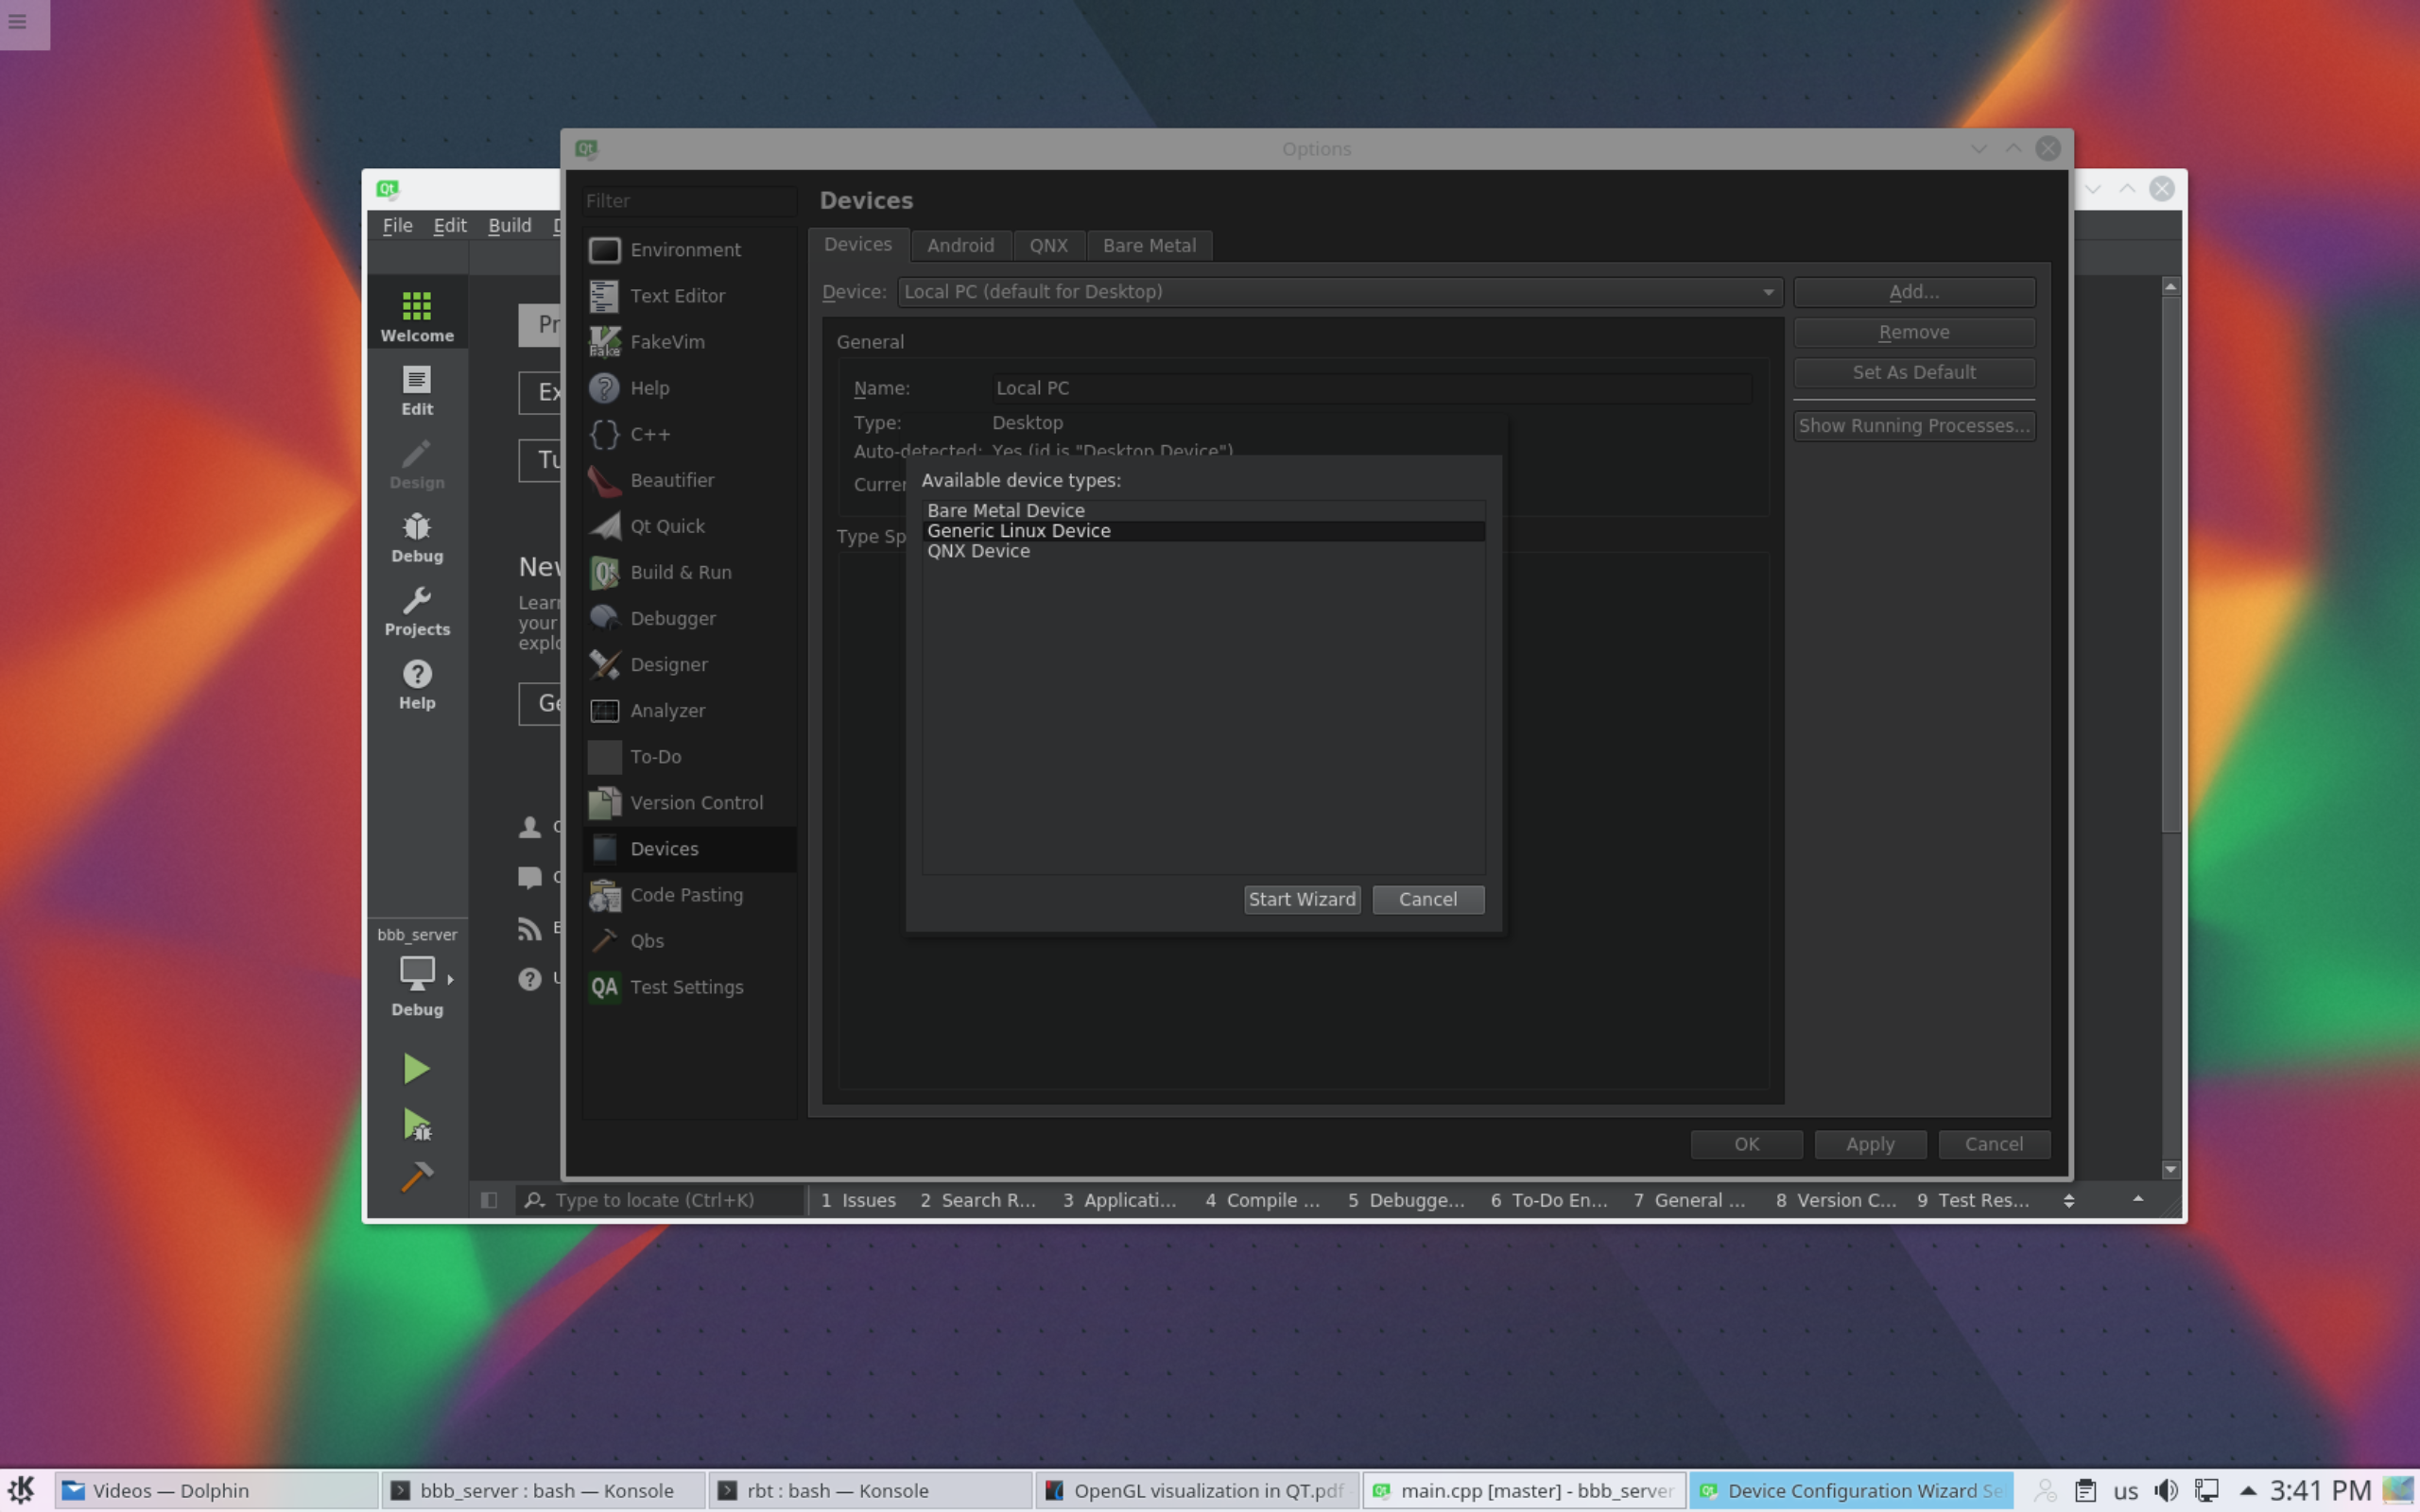 Options
File Edit Build
Filter
Environment
Text Editor
FakeVim
Help
C++
Beautifier
Qt Quick
Build & Run
Debugger
Designer
Analyzer
To-Do
Version Control
Devices
Code Pasting
Qbs
QA Test Settings
Devices
Devices Android QNX Bare Metal
Device: Local PC (default for Desktop)
Add...
Remove
Set As Default
Show Running Processes...
General
Name: Local PC
Type: Desktop
Auto-detected: Yes (id is "Desktop Device")
Curre
Type Sp
Available device types:
Bare Metal Device
Generic Linux Device
QNX Device
Start Wizard Cancel
OK Apply Cancel
Welcome
Edit
Design
Debug
Projects
Help
Pr
Ex
Tu
New
Lear
your
explo
Ge
bbb_server
Debug
Type to locate (Ctrl+K) 1 Issues 2 Search R... 3 Applicati... 4 Compile ... 5 Debugge... 6 To-Do En... 7 General ... 8 Version C... 9 Test Res...
Videos — Dolphin bbb_server : bash — Konsole rbt : bash — Konsole OpenGL visualization in QT.pdf main.cpp [master] - bbb_server Device Configuration Wizard Se us 3:41 PM